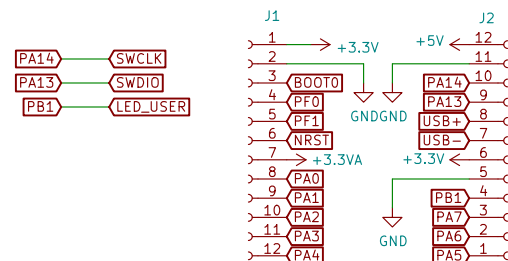 J1 J2
1 +3.3V +5V 12
PA14 SWCLK 2 11
PA13 SWDIO 3 BOOT0 PA14 10
PB1 LED_USER 4 PF0 GND GND PA13 9
5 PF1 USB+ 8
6 NRST USB- 7
7 +3.3VA +3.3V 6
8 PA0 5
9 PA1 PB1 4
10 PA2 PA7 3
11 PA3 GND PA6 2
12 PA4 PA5 1